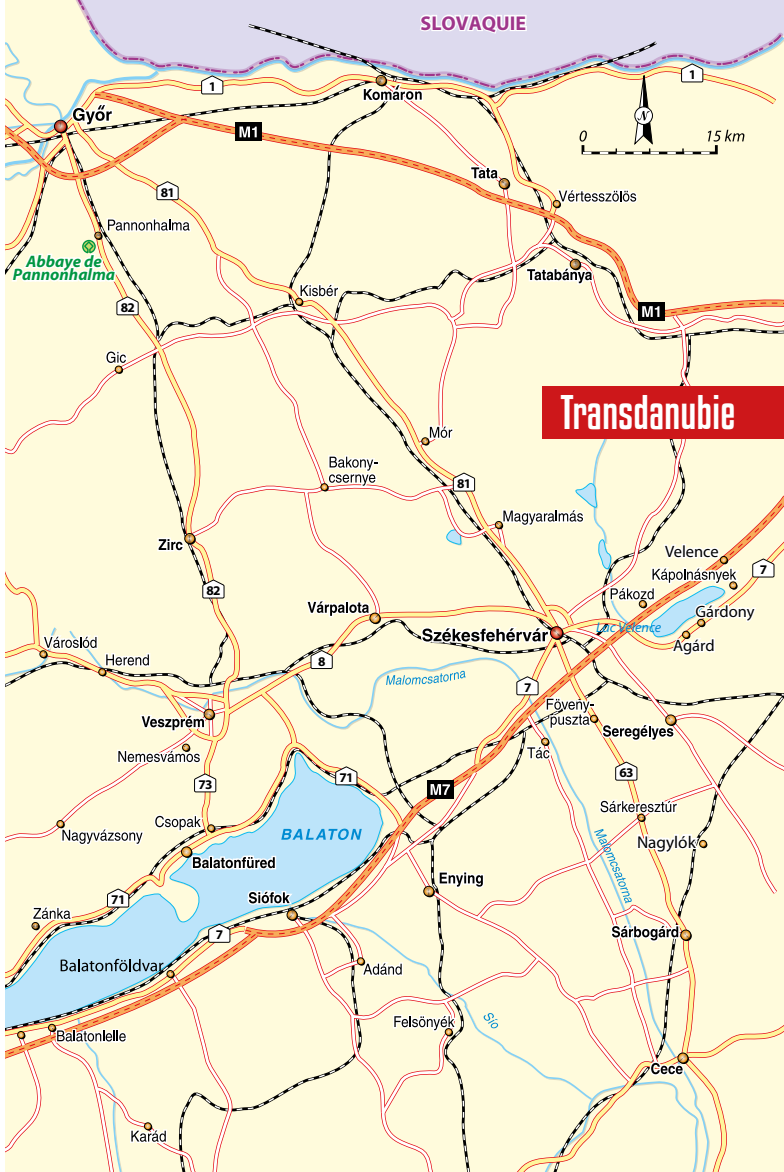 SLOVAQUIE
1
1
Komárom
Győr
M1
0
15 km
N
Tata
81
Vértesszölös
Pannonhalma
Abbaye de
Pannonhalma
Tatabánya
Kisbér
82
M1
Gic
Transdanubie
Mór
Bakony-
csernye
81
Magyaralmás
Zirc
Velence
7
Kápolnásnyek
82
Pákozd
Várpalota
Gárdony
Székesfehérvár
Lac Velence
Agárd
Városlód
Herend
8
Malomcsatorna
7
Veszprém
Föveny-
puszta
Seregélyes
Nemesvámos
Tác
73
71
63
M7
Sárkeresztúr
Csopak
Nagyvázsony
BALATON
Malomcsatorna
Nagylók
Balatonfüred
Enying
71
Siófok
Zánka
7
Sárbogárd
Balatonföldvar
Adánd
Sio
Felsönyék
Balatonlelle
Cece
Karád